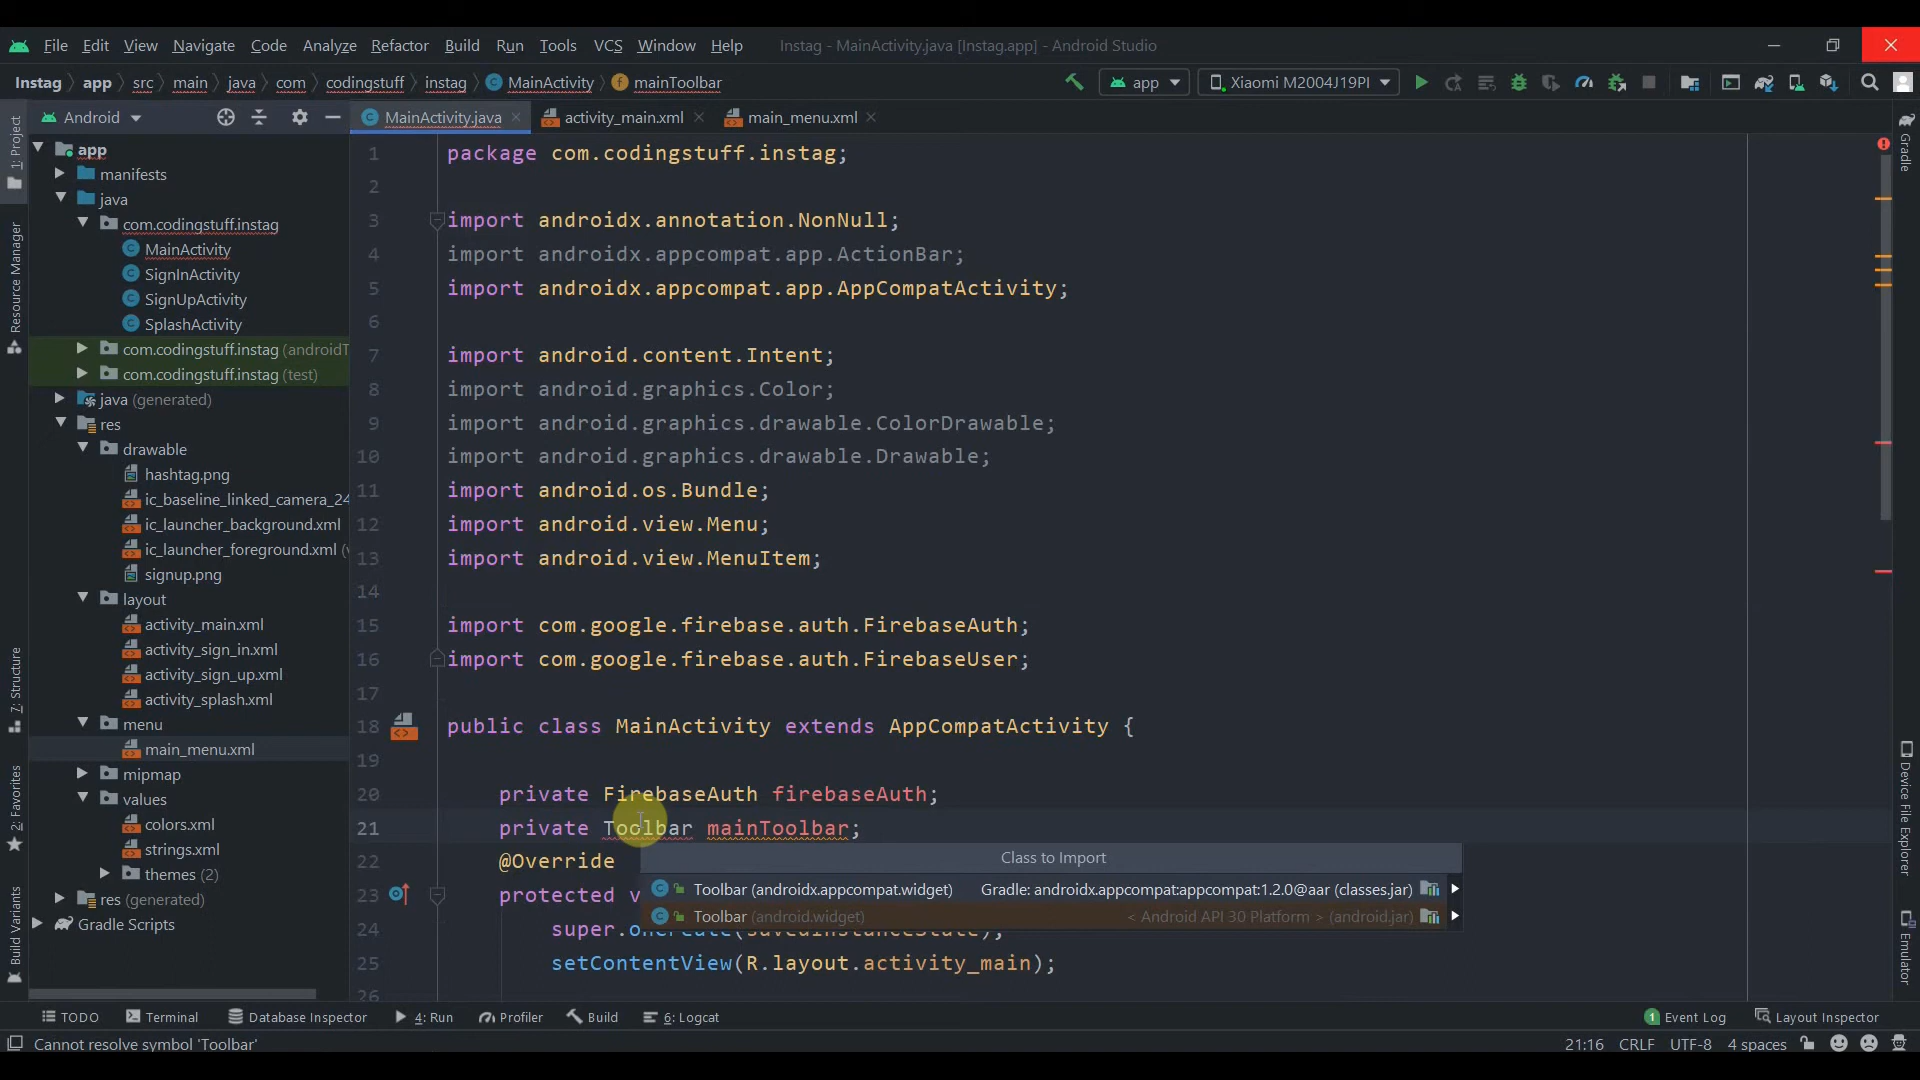 File Edit View Navigate Code Analyze Refactor Build Run Tools VCS Window Help Instag - MainActivity.java [Instag.app] - Android Studio
Instag app src main java com codingstuff instag MainActivity mainToolbar app Xiaomi M2004J19PI
Android MainActivity.java activity_main.xml main_menu.xml
1: Project
Resource Manager
7: Structure
2: Favorites
Build Variants
app
manifests
java
com.codingstuff.instag
MainActivity
SignInActivity
SignUpActivity
SplashActivity
com.codingstuff.instag (androidT
com.codingstuff.instag (test)
java (generated)
res
drawable
hashtag.png
ic_baseline_linked_camera_24
ic_launcher_background.xml
ic_launcher_foreground.xml (v
signup.png
layout
activity_main.xml
activity_sign_in.xml
activity_sign_up.xml
activity_splash.xml
menu
main_menu.xml
mipmap
values
colors.xml
strings.xml
themes (2)
res (generated)
Gradle Scripts
1 package com.codingstuff.instag;
2
3 import androidx.annotation.NonNull;
4 import androidx.appcompat.app.ActionBar;
5 import androidx.appcompat.app.AppCompatActivity;
6
7 import android.content.Intent;
8 import android.graphics.Color;
9 import android.graphics.drawable.ColorDrawable;
10 import android.graphics.drawable.Drawable;
11 import android.os.Bundle;
12 import android.view.Menu;
13 import android.view.MenuItem;
14
15 import com.google.firebase.auth.FirebaseAuth;
16 import com.google.firebase.auth.FirebaseUser;
17
18 public class MainActivity extends AppCompatActivity {
19
20 private FirebaseAuth firebaseAuth;
21 private Toolbar mainToolbar;
22 @Override
23 protected v
24 super.onCreate(savedInstanceState);
25 setContentView(R.layout.activity_main);
26
Class to Import
Toolbar (androidx.appcompat.widget) Gradle: androidx.appcompat:appcompat:1.2.0@aar (classes.jar)
Toolbar (android.widget) < Android API 30 Platform > (android.jar)
Gradle
Device File Explorer
Emulator
TODO Terminal Database Inspector 4: Run Profiler Build 6: Logcat 1 Event Log Layout Inspector
Cannot resolve symbol 'Toolbar' 21:16 CRLF UTF-8 4 spaces